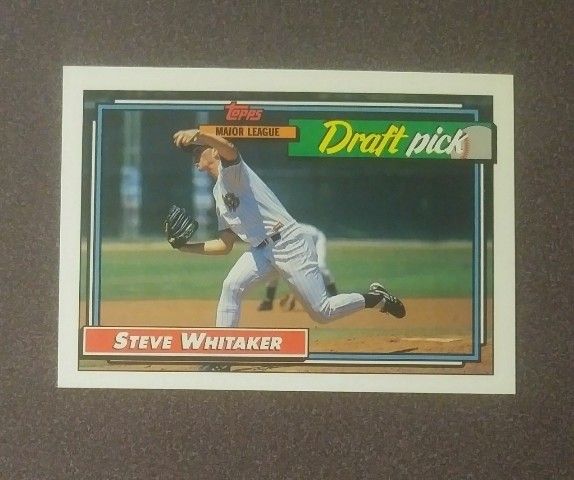 Topps
MAJOR LEAGUE
Draft pick
STEVE WHITAKER